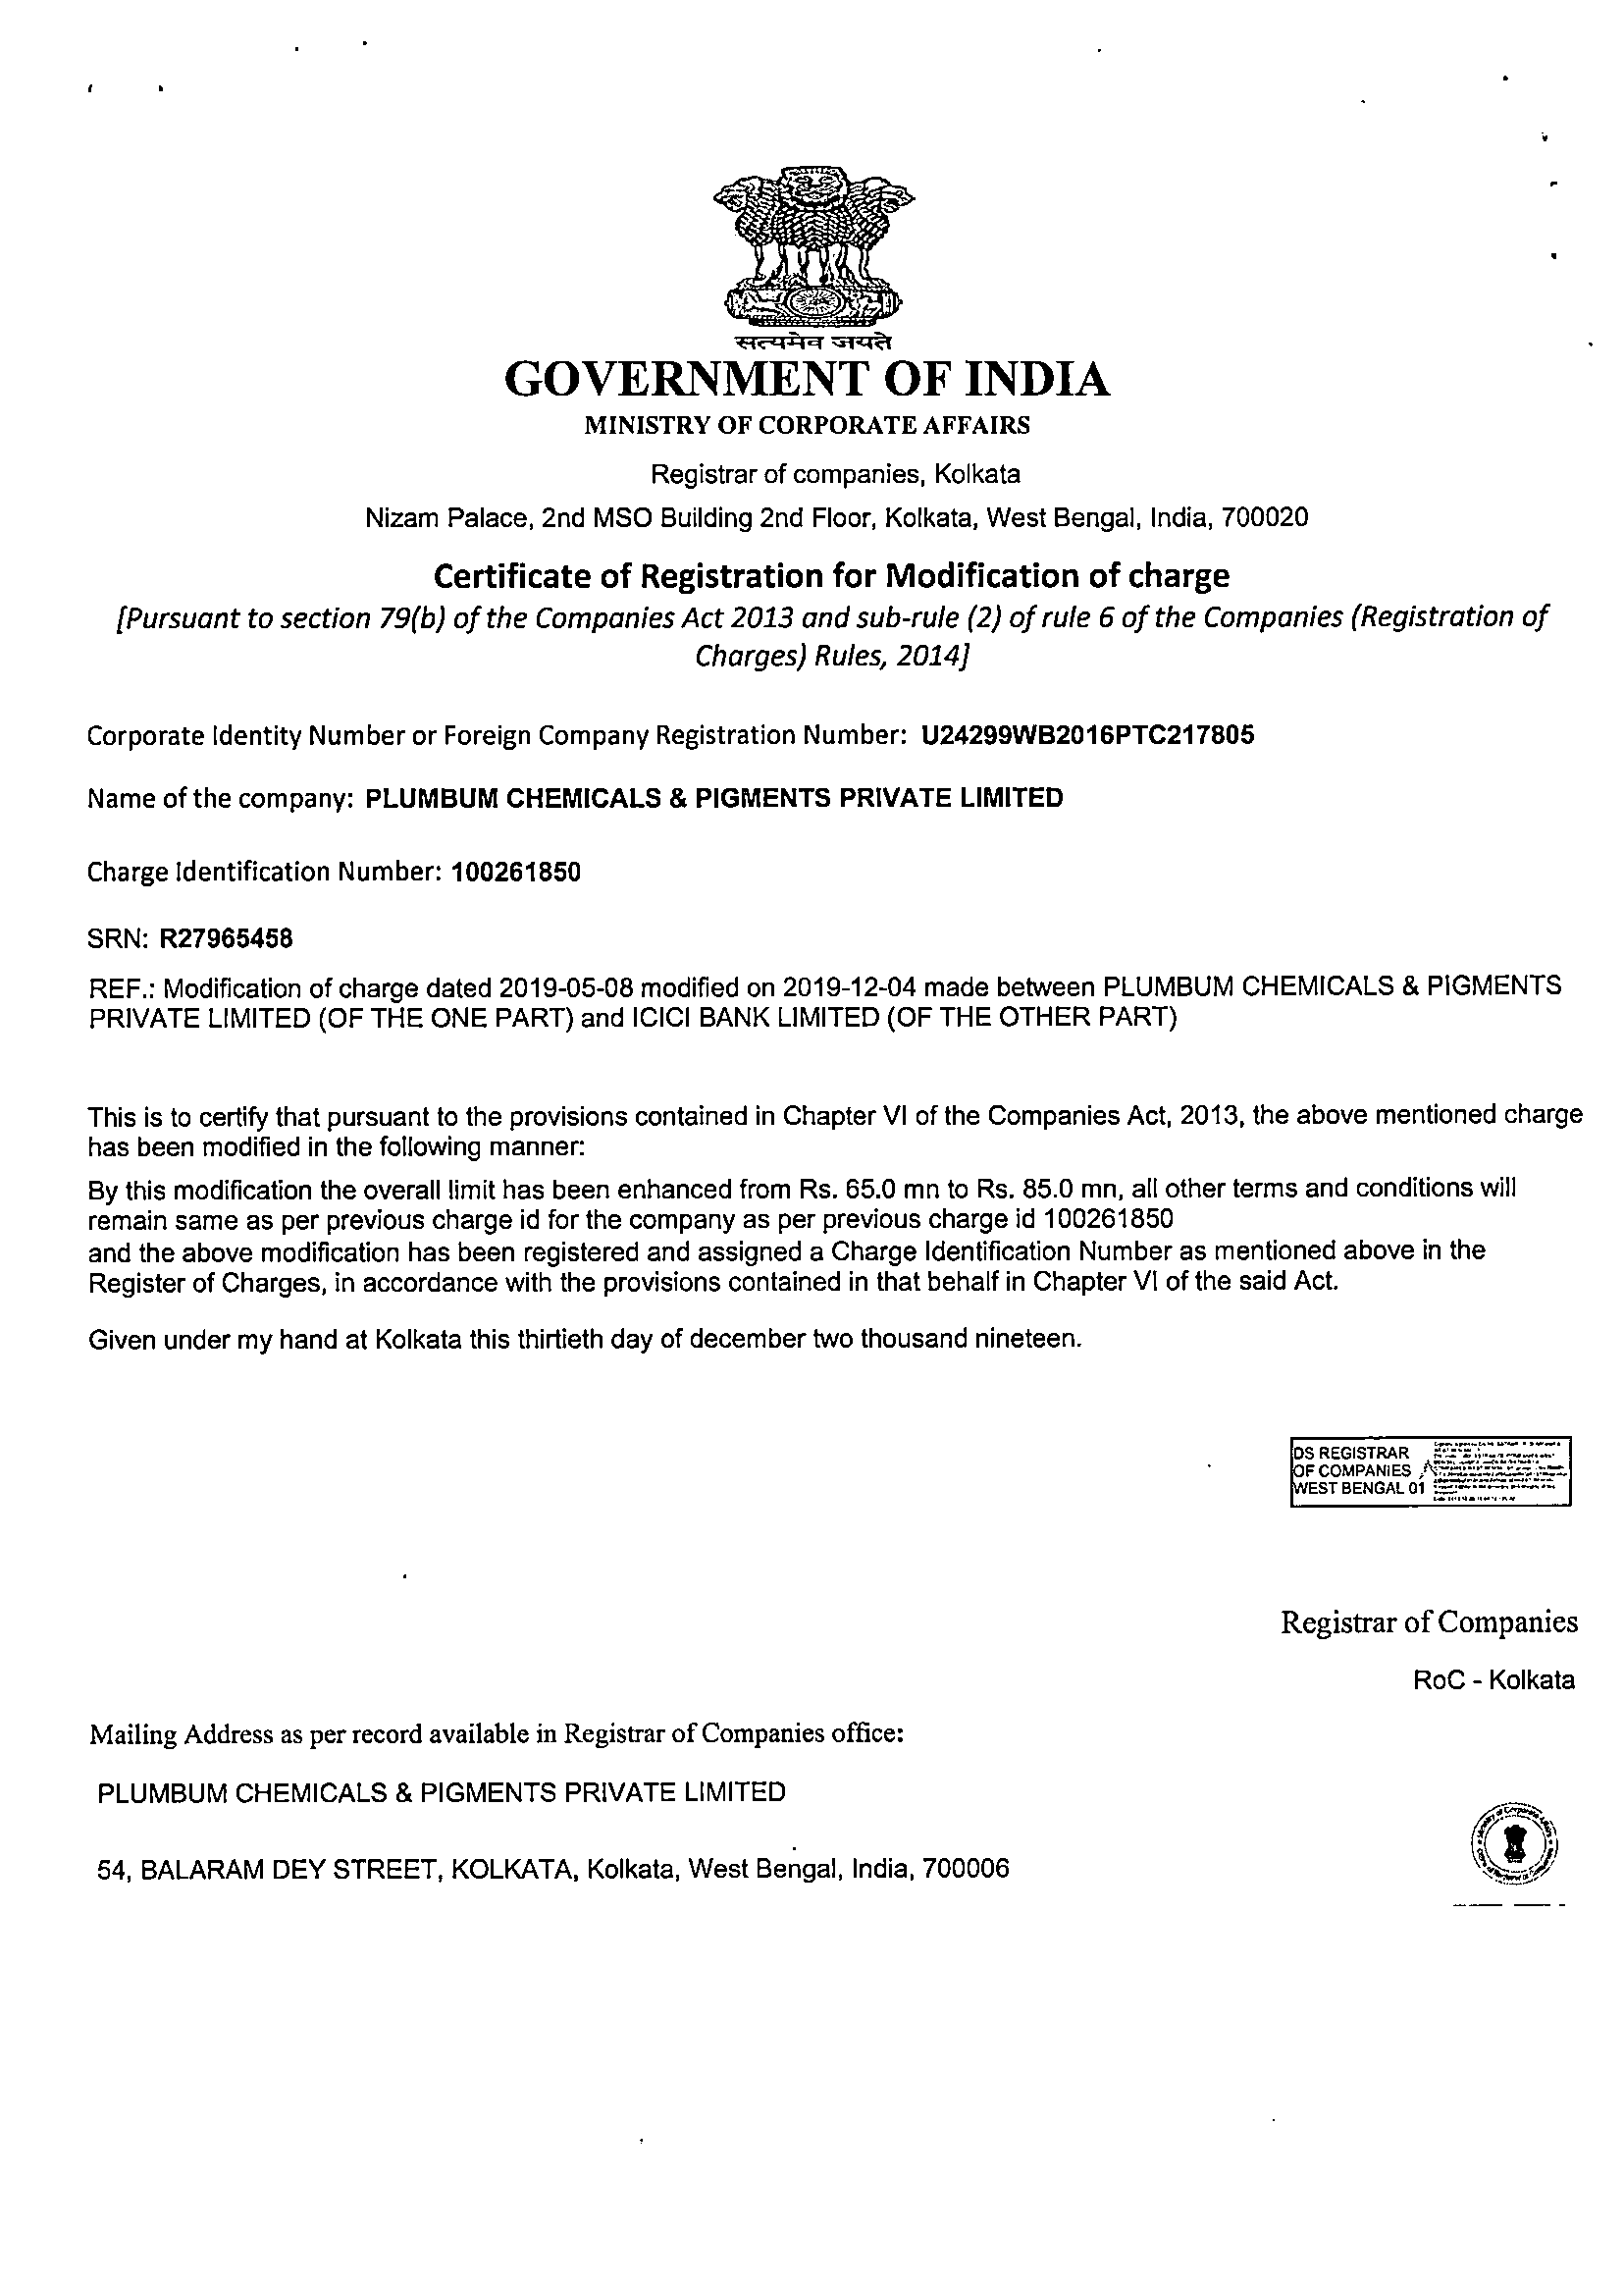 सत्यमेव जयते
GOVERNMENT OF INDIA
MINISTRY OF CORPORATE AFFAIRS
Registrar of companies, Kolkata
Nizam Palace, 2nd MSO Building 2nd Floor, Kolkata, West Bengal, India, 700020
Certificate of Registration for Modification of charge
[Pursuant to section 79(b) of the Companies Act 2013 and sub-rule (2) of rule 6 of the Companies (Registration of
Charges) Rules, 2014]
Corporate Identity Number or Foreign Company Registration Number: U24299WB2016PTC217805
Name of the company: PLUMBUM CHEMICALS & PIGMENTS PRIVATE LIMITED
Charge Identification Number: 100261850
SRN: R27965458
REF.: Modification of charge dated 2019-05-08 modified on 2019-12-04 made between PLUMBUM CHEMICALS & PIGMENTS
PRIVATE LIMITED (OF THE ONE PART) and ICICI BANK LIMITED (OF THE OTHER PART)
This is to certify that pursuant to the provisions contained in Chapter VI of the Companies Act, 2013, the above mentioned charge
has been modified in the following manner:
By this modification the overall limit has been enhanced from Rs. 65.0 mn to Rs. 85.0 mn, all other terms and conditions will
remain same as per previous charge id for the company as per previous charge id 100261850
and the above modification has been registered and assigned a Charge Identification Number as mentioned above in the
Register of Charges, in accordance with the provisions contained in that behalf in Chapter VI of the said Act.
Given under my hand at Kolkata this thirtieth day of december two thousand nineteen.
DS REGISTRAR
OF COMPANIES
WEST BENGAL 01
Registrar of Companies
RoC - Kolkata
Mailing Address as per record available in Registrar of Companies office:
PLUMBUM CHEMICALS & PIGMENTS PRIVATE LIMITED
54, BALARAM DEY STREET, KOLKATA, Kolkata, West Bengal, India, 700006